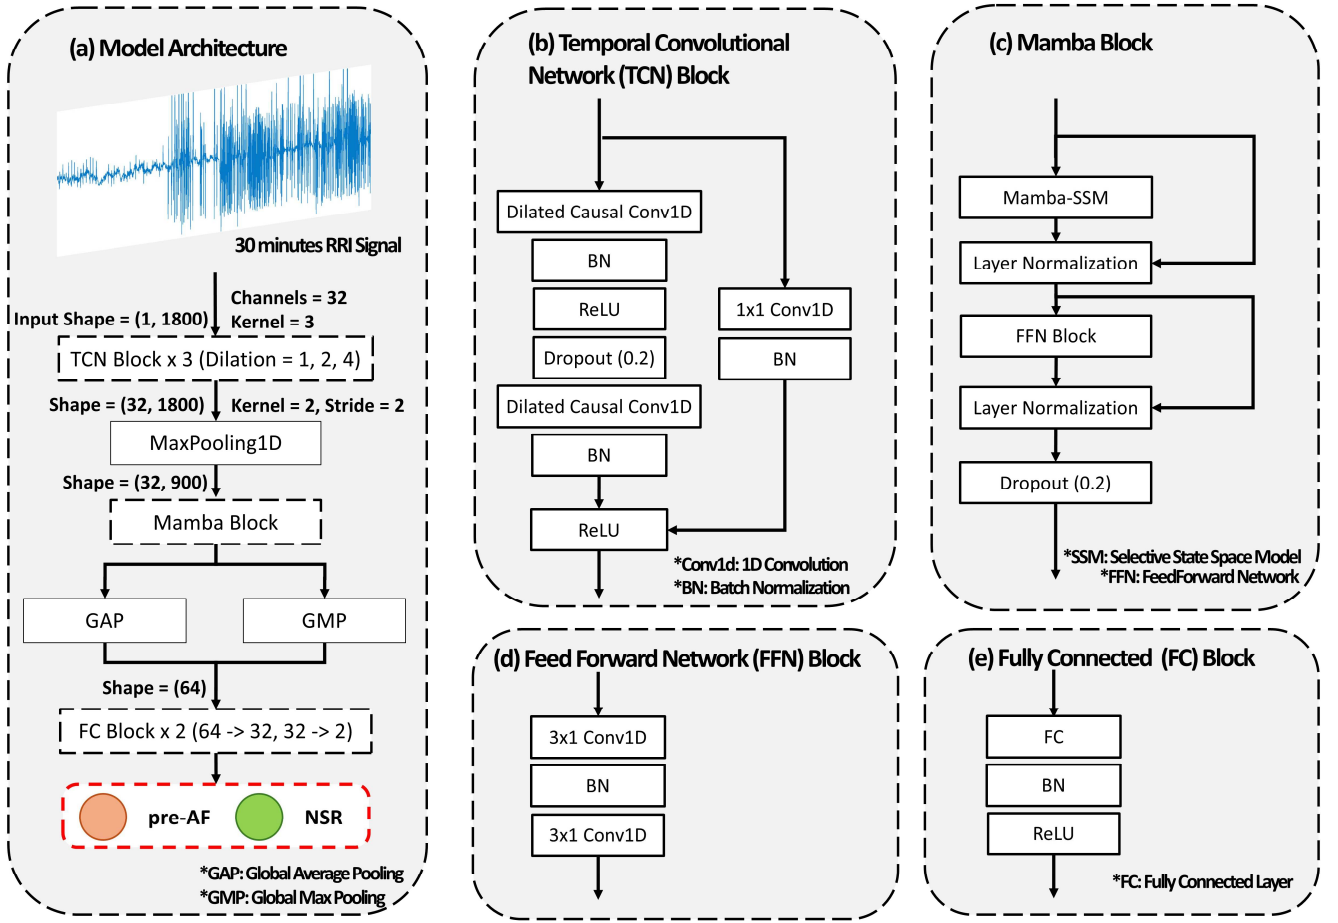 (a) Model Architecture
30 minutes RRI Signal
Channels = 32
Input Shape = (1, 1800)
Kernel = 3
TCN Block x 3 (Dilation = 1, 2, 4)
Shape = (32, 1800)
Kernel = 2, Stride = 2
MaxPooling1D
Shape = (32, 900)
Mamba Block
GAP
GMP
Shape = (64)
FC Block x 2 (64 -> 32, 32 -> 2)
pre-AF
NSR
*GAP: Global Average Pooling
*GMP: Global Max Pooling
(b) Temporal Convolutional
Network (TCN) Block
Dilated Causal Conv1D
BN
ReLU
Dropout (0.2)
Dilated Causal Conv1D
BN
ReLU
1x1 Conv1D
BN
*Conv1d: 1D Convolution
*BN: Batch Normalization
(c) Mamba Block
Mamba-SSM
Layer Normalization
FFN Block
Layer Normalization
Dropout (0.2)
*SSM: Selective State Space Model
*FFN: FeedForward Network
(d) Feed Forward Network (FFN) Block
3x1 Conv1D
BN
3x1 Conv1D
(e) Fully Connected (FC) Block
FC
BN
ReLU
*FC: Fully Connected Layer